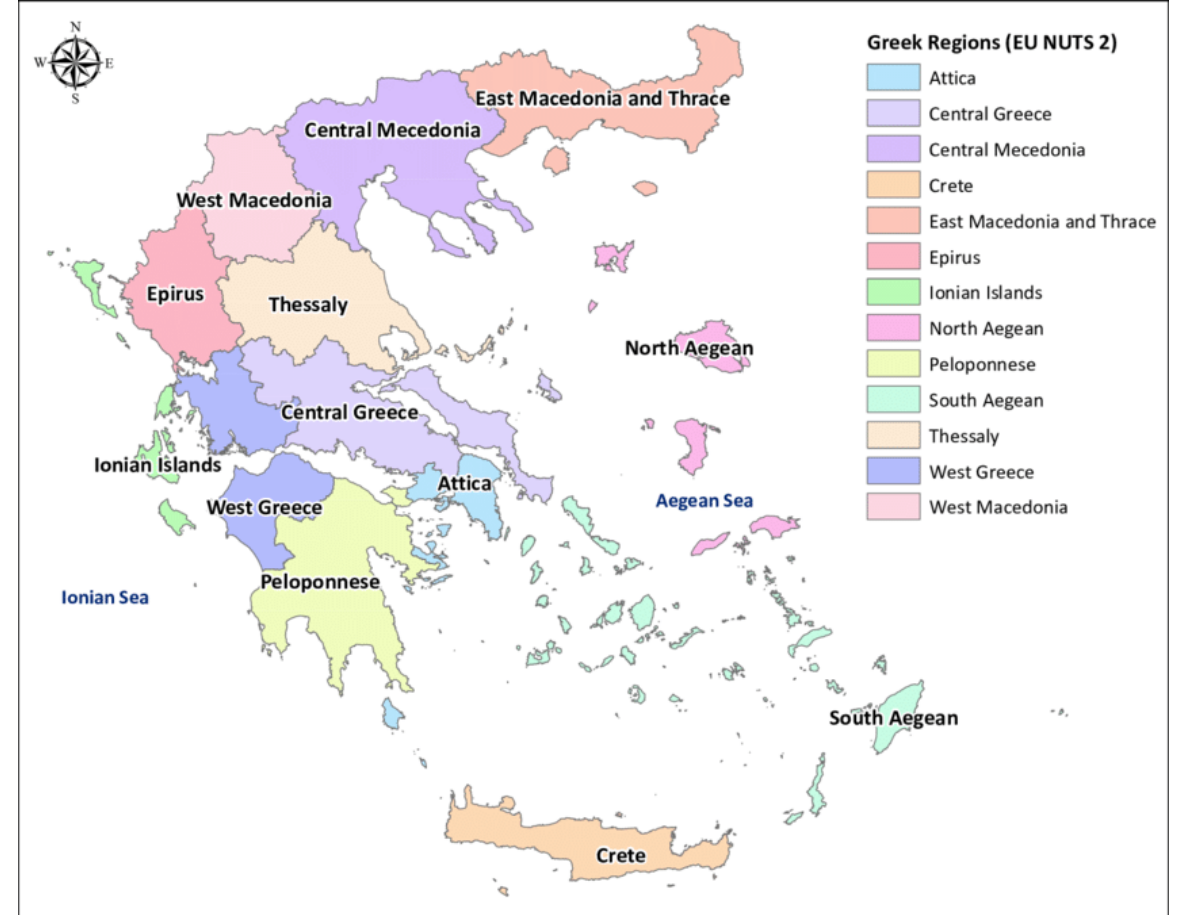 N
W E
S
Greek Regions (EU NUTS 2)
Attica
Central Greece
Central Mecedonia
Crete
East Macedonia and Thrace
Epirus
Ionian Islands
North Aegean
Peloponnese
South Aegean
Thessaly
West Greece
West Macedonia
East Macedonia and Thrace
Central Mecedonia
West Macedonia
Epirus
Thessaly
North Aegean
Central Greece
Ionian Islands
Attica
West Greece
Aegean Sea
Peloponnese
Ionian Sea
South Aegean
Crete